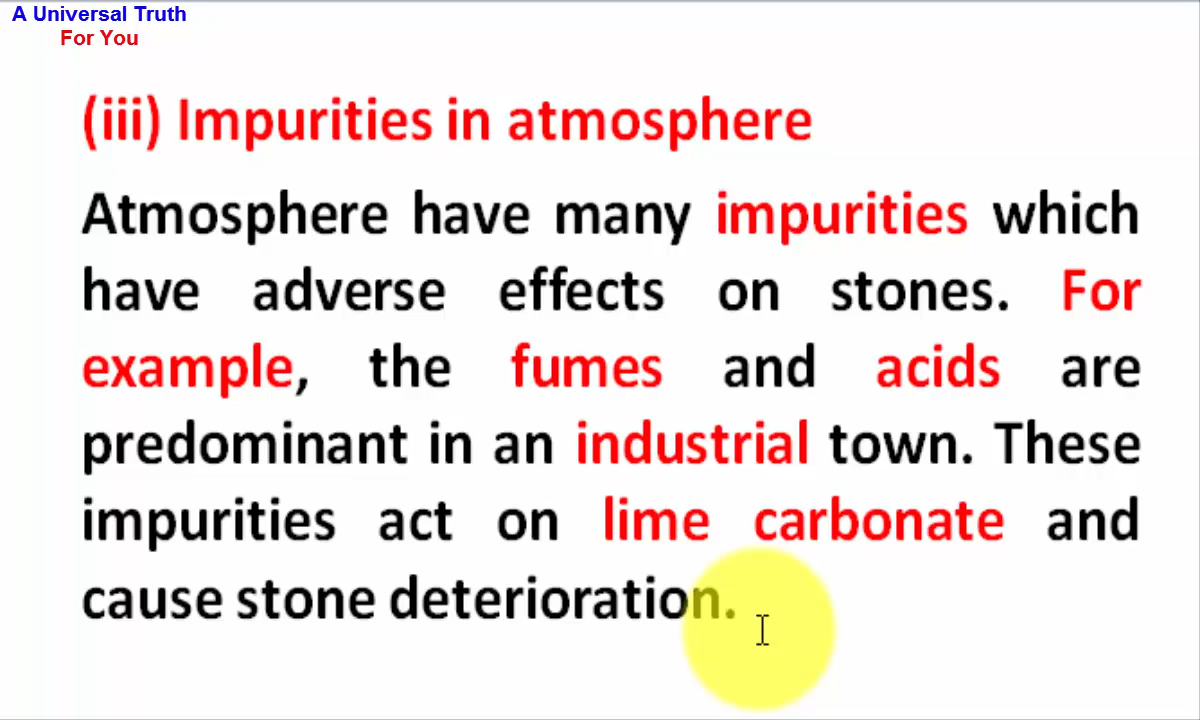 A Universal Truth
For You
(iii) Impurities in atmosphere
Atmosphere have many impurities which
have adverse effects on stones. For
example, the fumes and acids are
predominant in an industrial town. These
impurities act on lime carbonate and
cause stone deterioration.